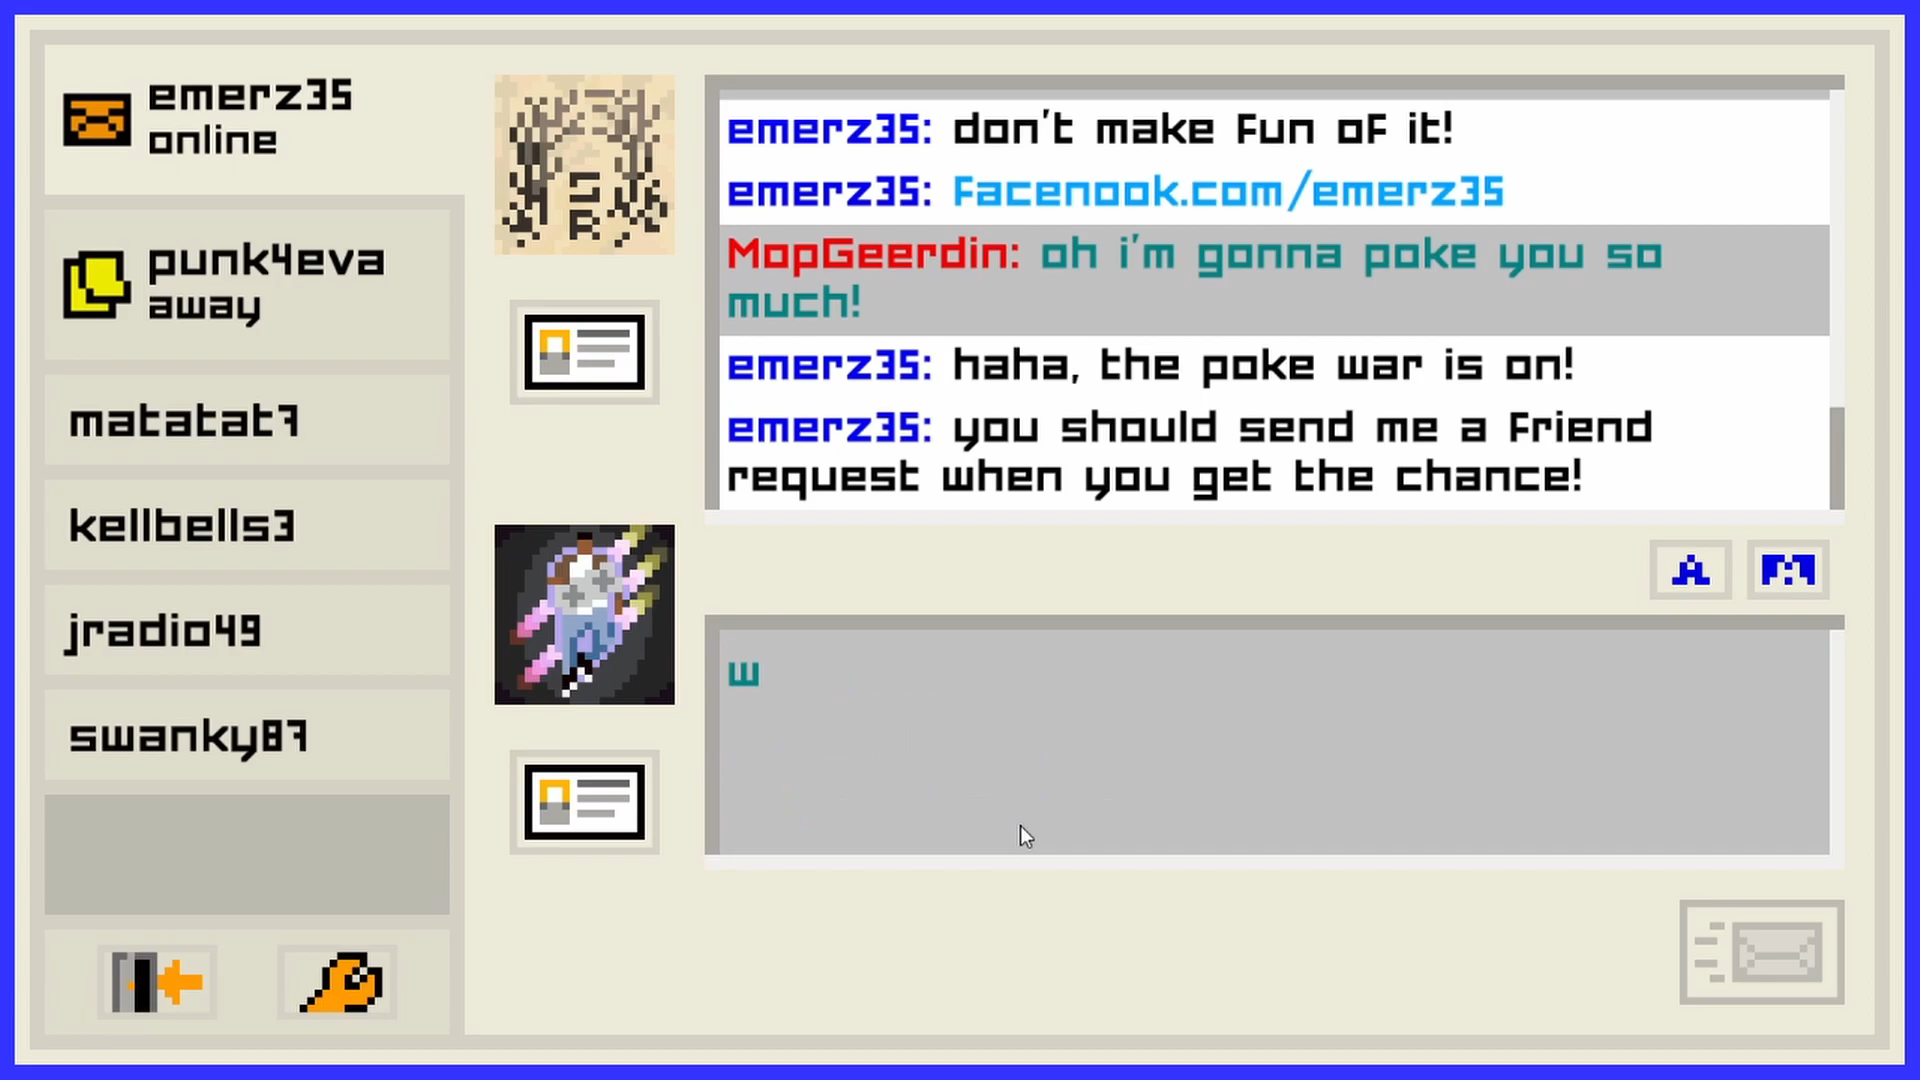 emerz35
online
punk4eva
away
matatat7
kellbells3
jradio49
swanky87
SR
emerz35: don't make fun of it!
emerz35: facenook.com/emerz35
MopGeerdin: oh i'm gonna poke you so
much!
emerz35: haha, the poke war is on!
emerz35: you should send me a friend
request when you get the chance!
A
w